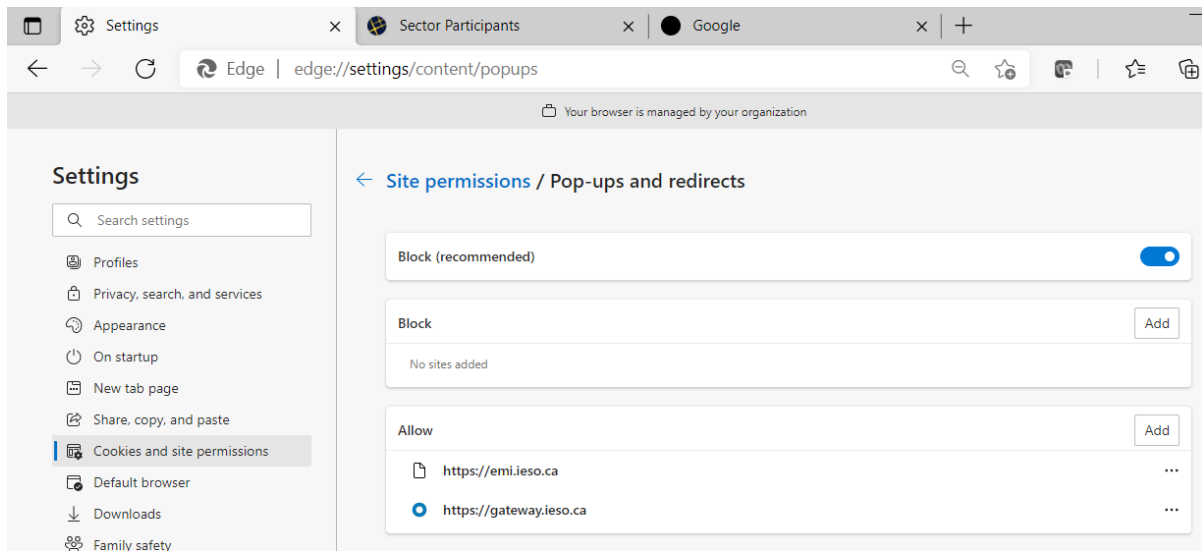 Settings
Sector Participants
Google
Edge
edge://settings/content/popups
Your browser is managed by your organization
Settings
Search settings
Profiles
Privacy, search, and services
Appearance
On startup
New tab page
Share, copy, and paste
Cookies and site permissions
Default browser
Downloads
Family safety
Site permissions / Pop-ups and redirects
Block (recommended)
Block
Add
No sites added
Allow
Add
https://emi.ieso.ca
https://gateway.ieso.ca